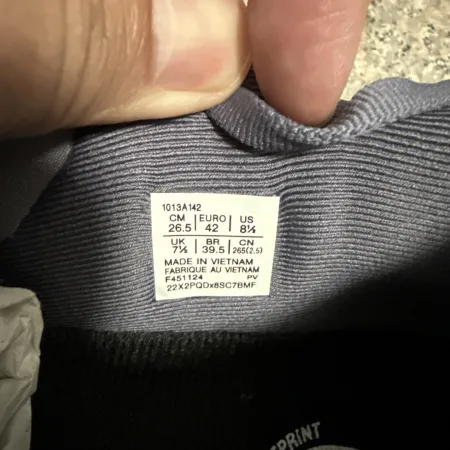 1013A142
CM EURO US
26.5 42 8½
UK BR CN
7½ 39.5 265(2.5)
MADE IN VIETNAM
FABRIQUE AU VIETNAM
F451124 PV
22X2PQDx8SC7BMF
SPRINT